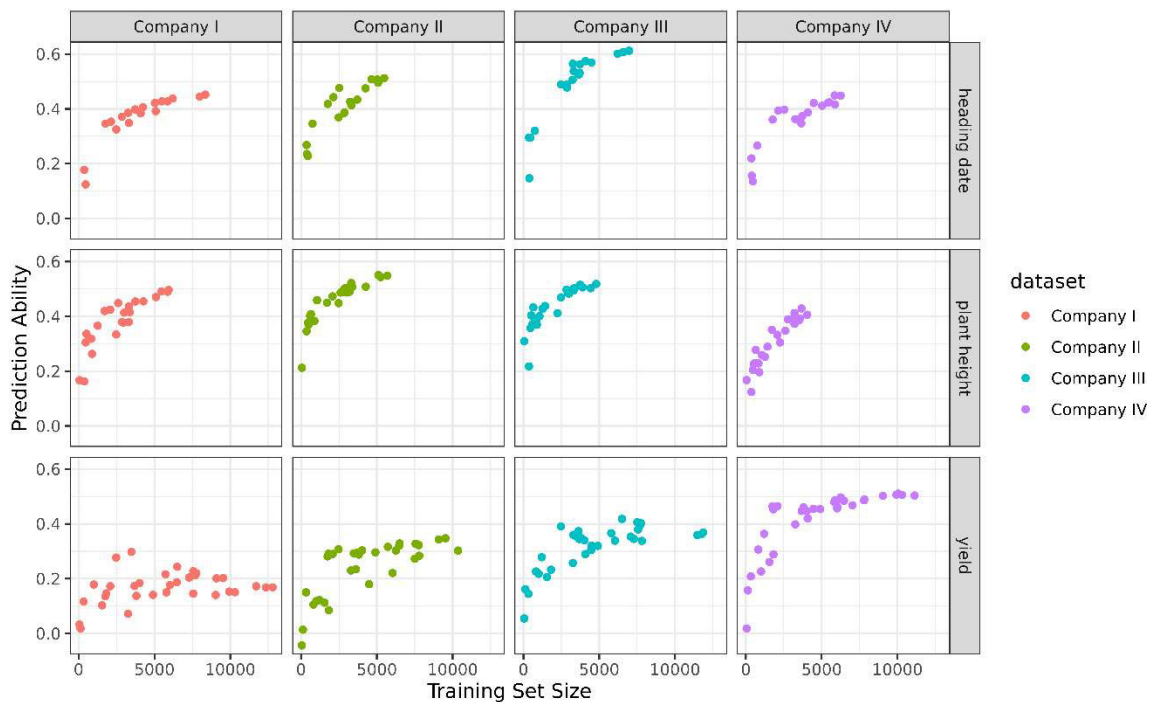 Company I
Company II
Company III
Company IV
0.6
0.4
0.2
0.0
heading date
0.6
0.4
0.2
0.0
plant height
0.6
0.4
0.2
0.0
yield
Prediction Ability
0 5000 10000
0 5000 10000
0 5000 10000
0 5000 10000
Training Set Size
dataset
Company I
Company II
Company III
Company IV